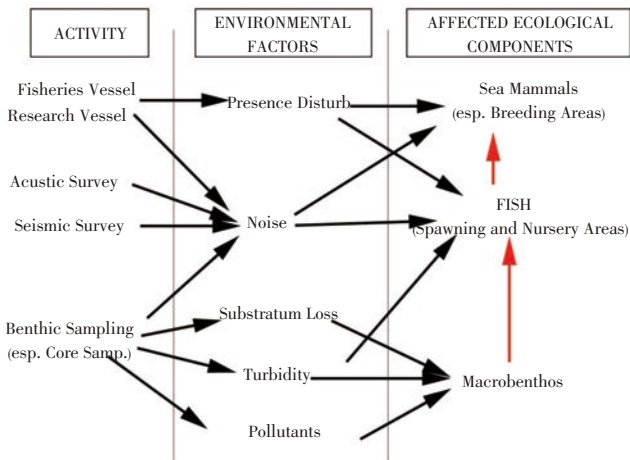 ACTIVITY
ENVIRONMENTAL
FACTORS
AFFECTED ECOLOGICAL
COMPONENTS
Fisheries Vessel
Research Vessel
Acustic Survey
Seismic Survey
Benthic Sampling
(esp. Core Samp.)
Presence Disturb
Noise
Substratum Loss
Turbidity
Pollutants
Sea Mammals
(esp. Breeding Areas)
FISH
(Spawning and Nursery Areas)
Macrobenthos